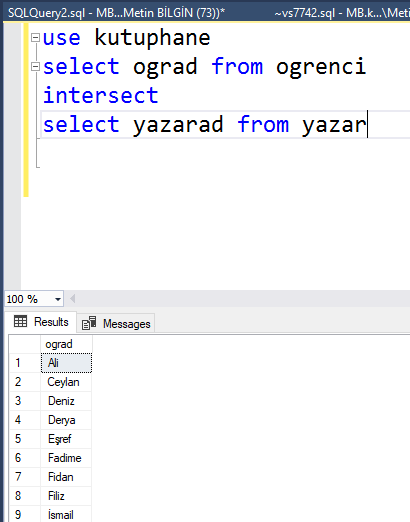 SQLQuery2.sql - MB...Metin BİLGİN (73))* ~vs7742.sql - MB.k...\Meti
use kutuphane
select ograd from ogrenci
intersect
select yazarad from yazar
100 %
Results Messages
ograd
1 Ali
2 Ceylan
3 Deniz
4 Derya
5 Eşref
6 Fadime
7 Fidan
8 Filiz
9 İsmail